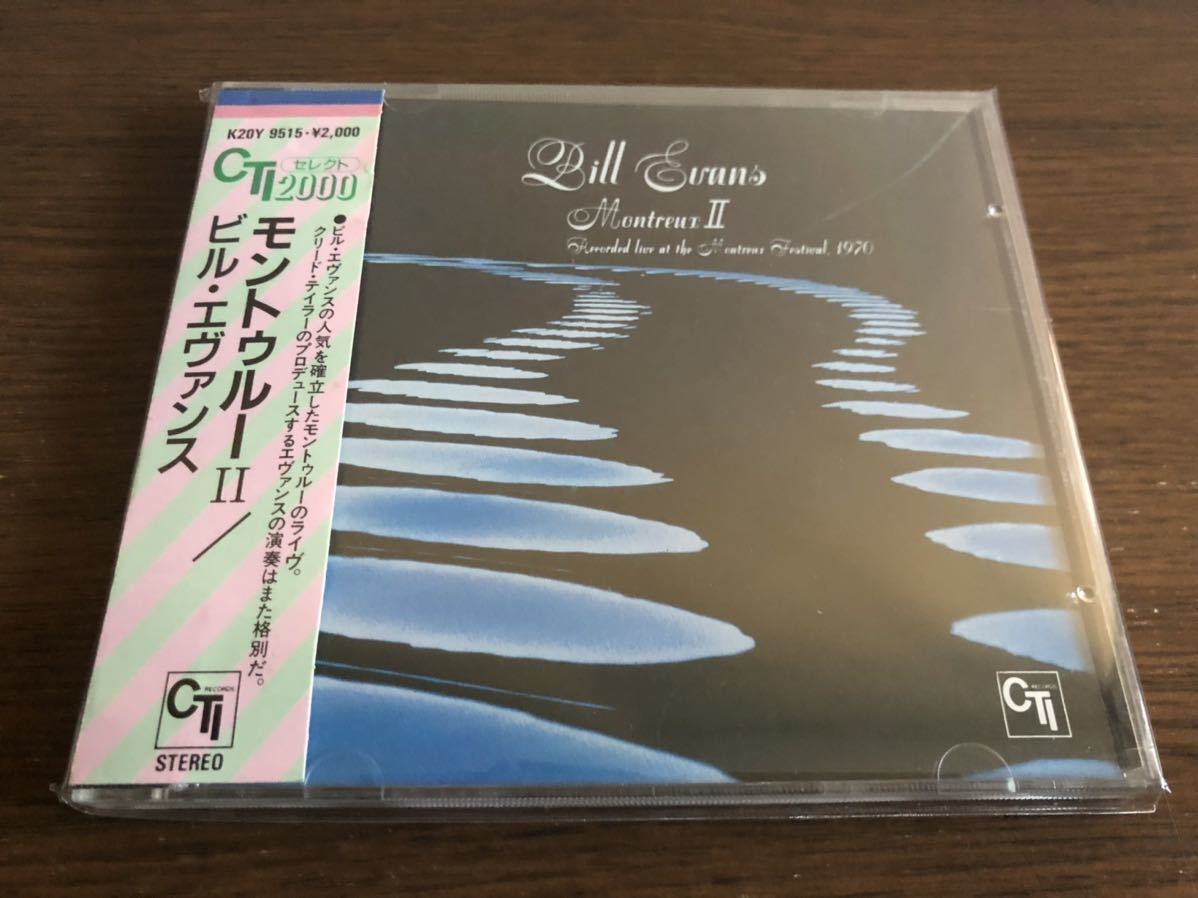 K20Y 9515・¥2,000
CTI セレクト 2000
モントゥルー II／
ビル・エヴァンス
●ビル・エヴァンスの人気を確立したモントゥルーのライヴ。
クリード・テイラーのプロデュースするエヴァンスの演奏はまた格別だ。
CTI RECORDS
STEREO
Bill Evans
Montreux II
Recorded live at the Montreux Festival, 1970
CTI RECORDS